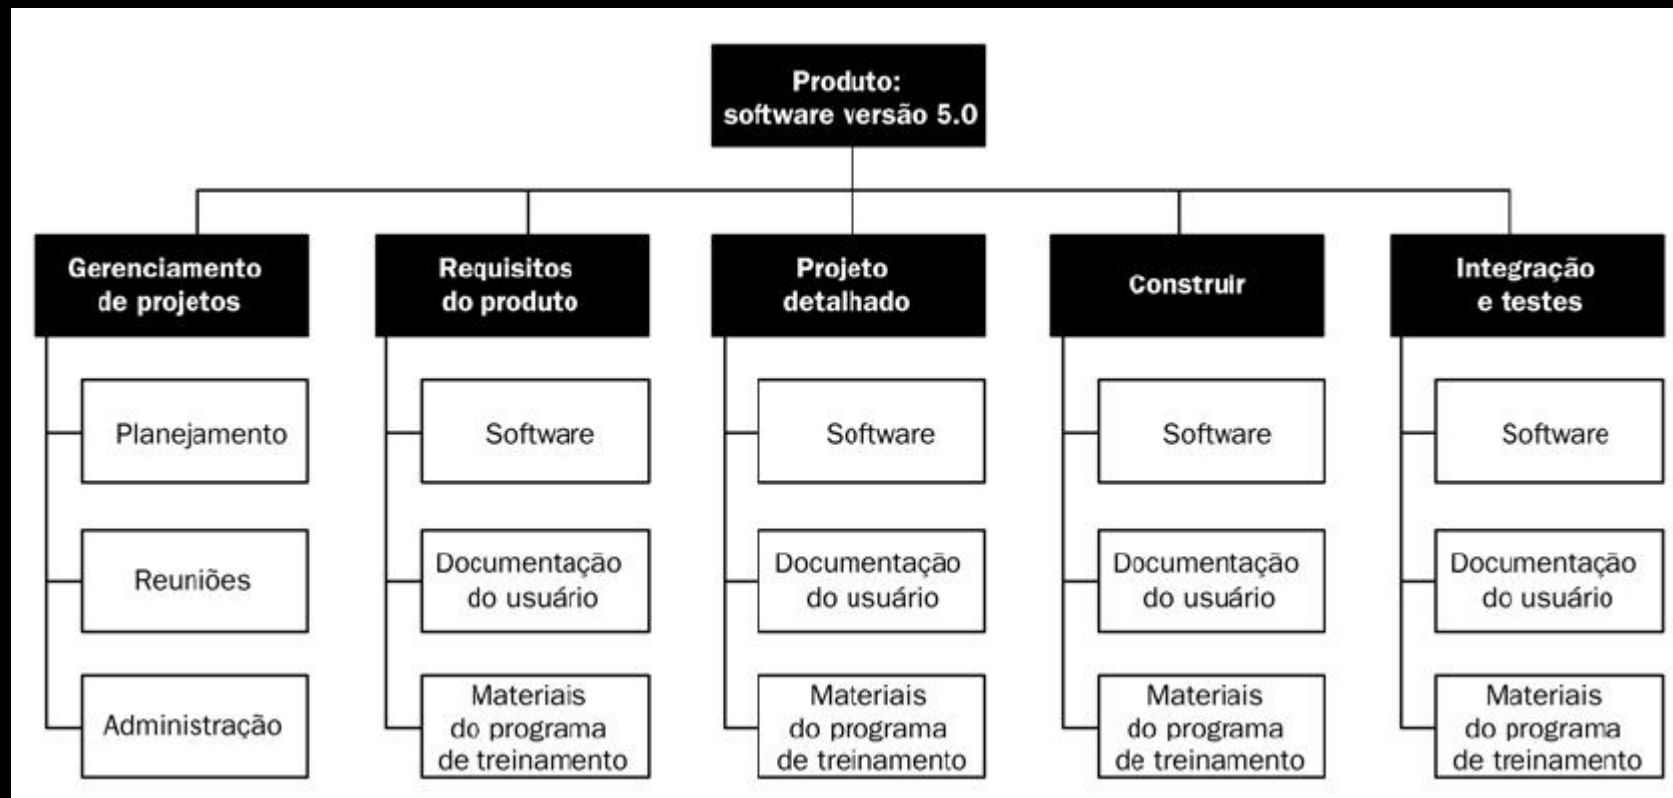 Produto:
software versão 5.0
Gerenciamento
de projetos
Requisitos
do produto
Projeto
detalhado
Construir
Integração
e testes
Planejamento
Software
Software
Software
Software
Reuniões
Documentação
do usuário
Documentação
do usuário
Documentação
do usuário
Documentação
do usuário
Administração
Materiais
do programa
de treinamento
Materiais
do programa
de treinamento
Materiais
do programa
de treinamento
Materiais
do programa
de treinamento